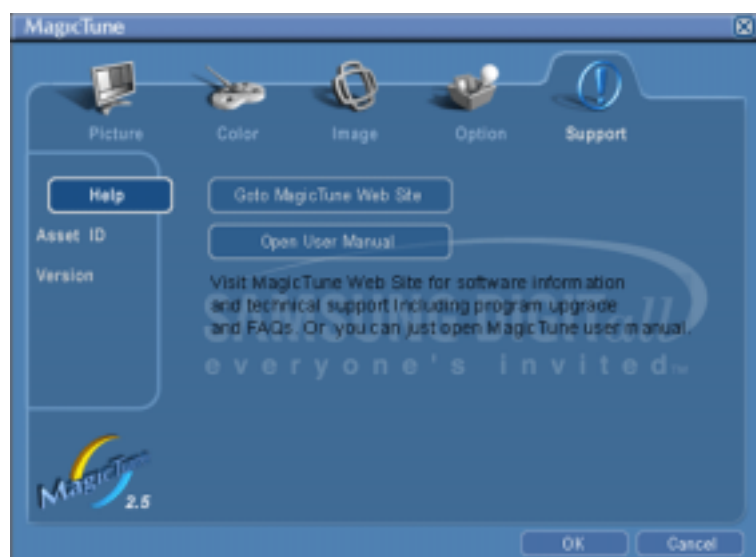 MagicTune
Picture Color Image Option Support
Help
Asset ID
Version
Goto MagicTune Web Site
Open User Manual
Visit MagicTune Web Site for software information
and technical support including program upgrade
and FAQs. Or you can just open MagicTune user manual.
SAMSUNG DIGITall
everyone's invited™
MagicTune
2.5
OK Cancel